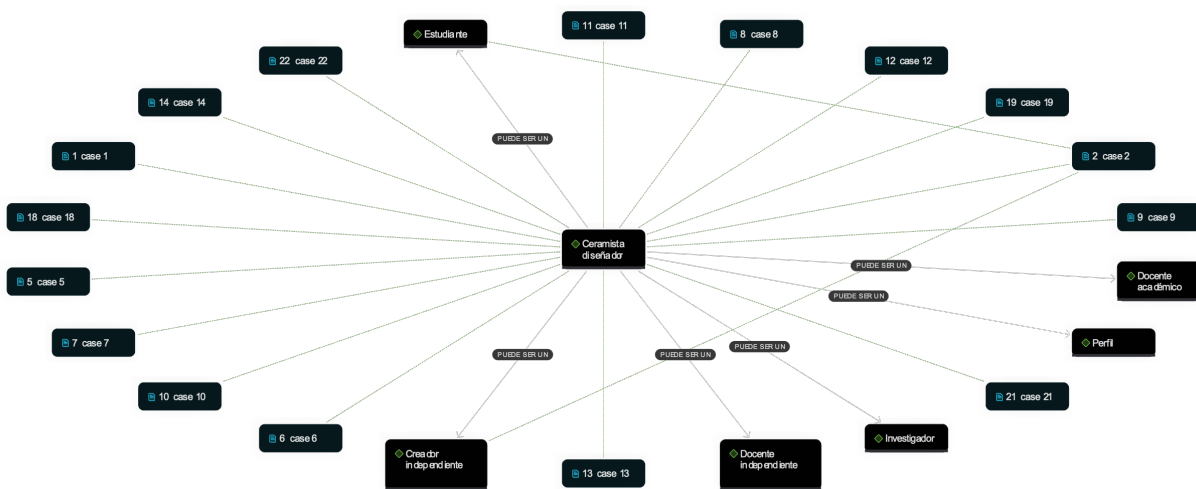 11 case 11
8 case 8
Estudiante
22 case 22
12 case 12
14 case 14
19 case 19
PUEDE SER UN
1 case 1
2 case 2
18 case 18
9 case 9
Ceramista
diseñador
PUEDE SER UN
5 case 5
Docente
académico
PUEDE SER UN
7 case 7
Perfil
PUEDE SER UN
PUEDE SER UN
PUEDE SER UN
10 case 10
21 case 21
6 case 6
Investigador
Creador
independiente
Docente
independiente
13 case 13